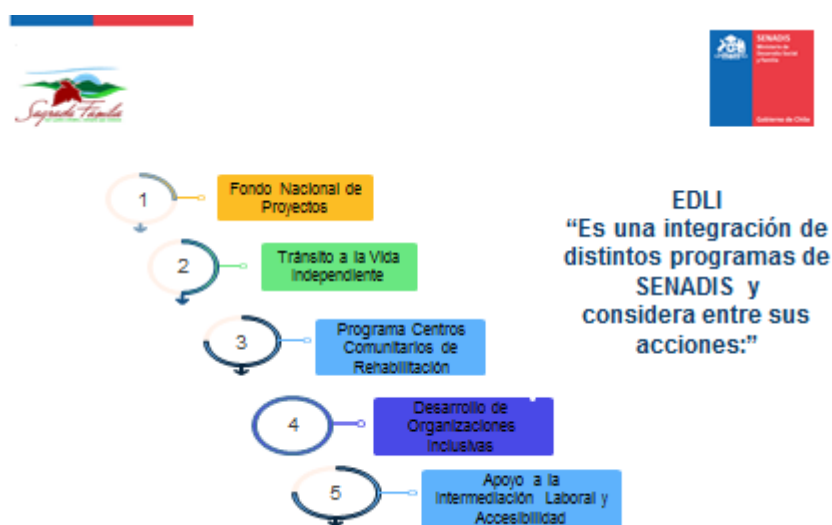 Sagrada Familia
SENADIS
Ministerio de
Desarrollo Social
y Familia
Gobierno de Chile
1
Fondo Nacional de
Proyectos
2
Tránsito a la Vida
Independiente
3
Programa Centros
Comunitarios de
Rehabilitación
4
Desarrollo de
Organizaciones
Inclusivas
5
Apoyo a la
Intermediación Laboral y
Accesibilidad
EDLI
“Es una integración de
distintos programas de
SENADIS y
considera entre sus
acciones:”